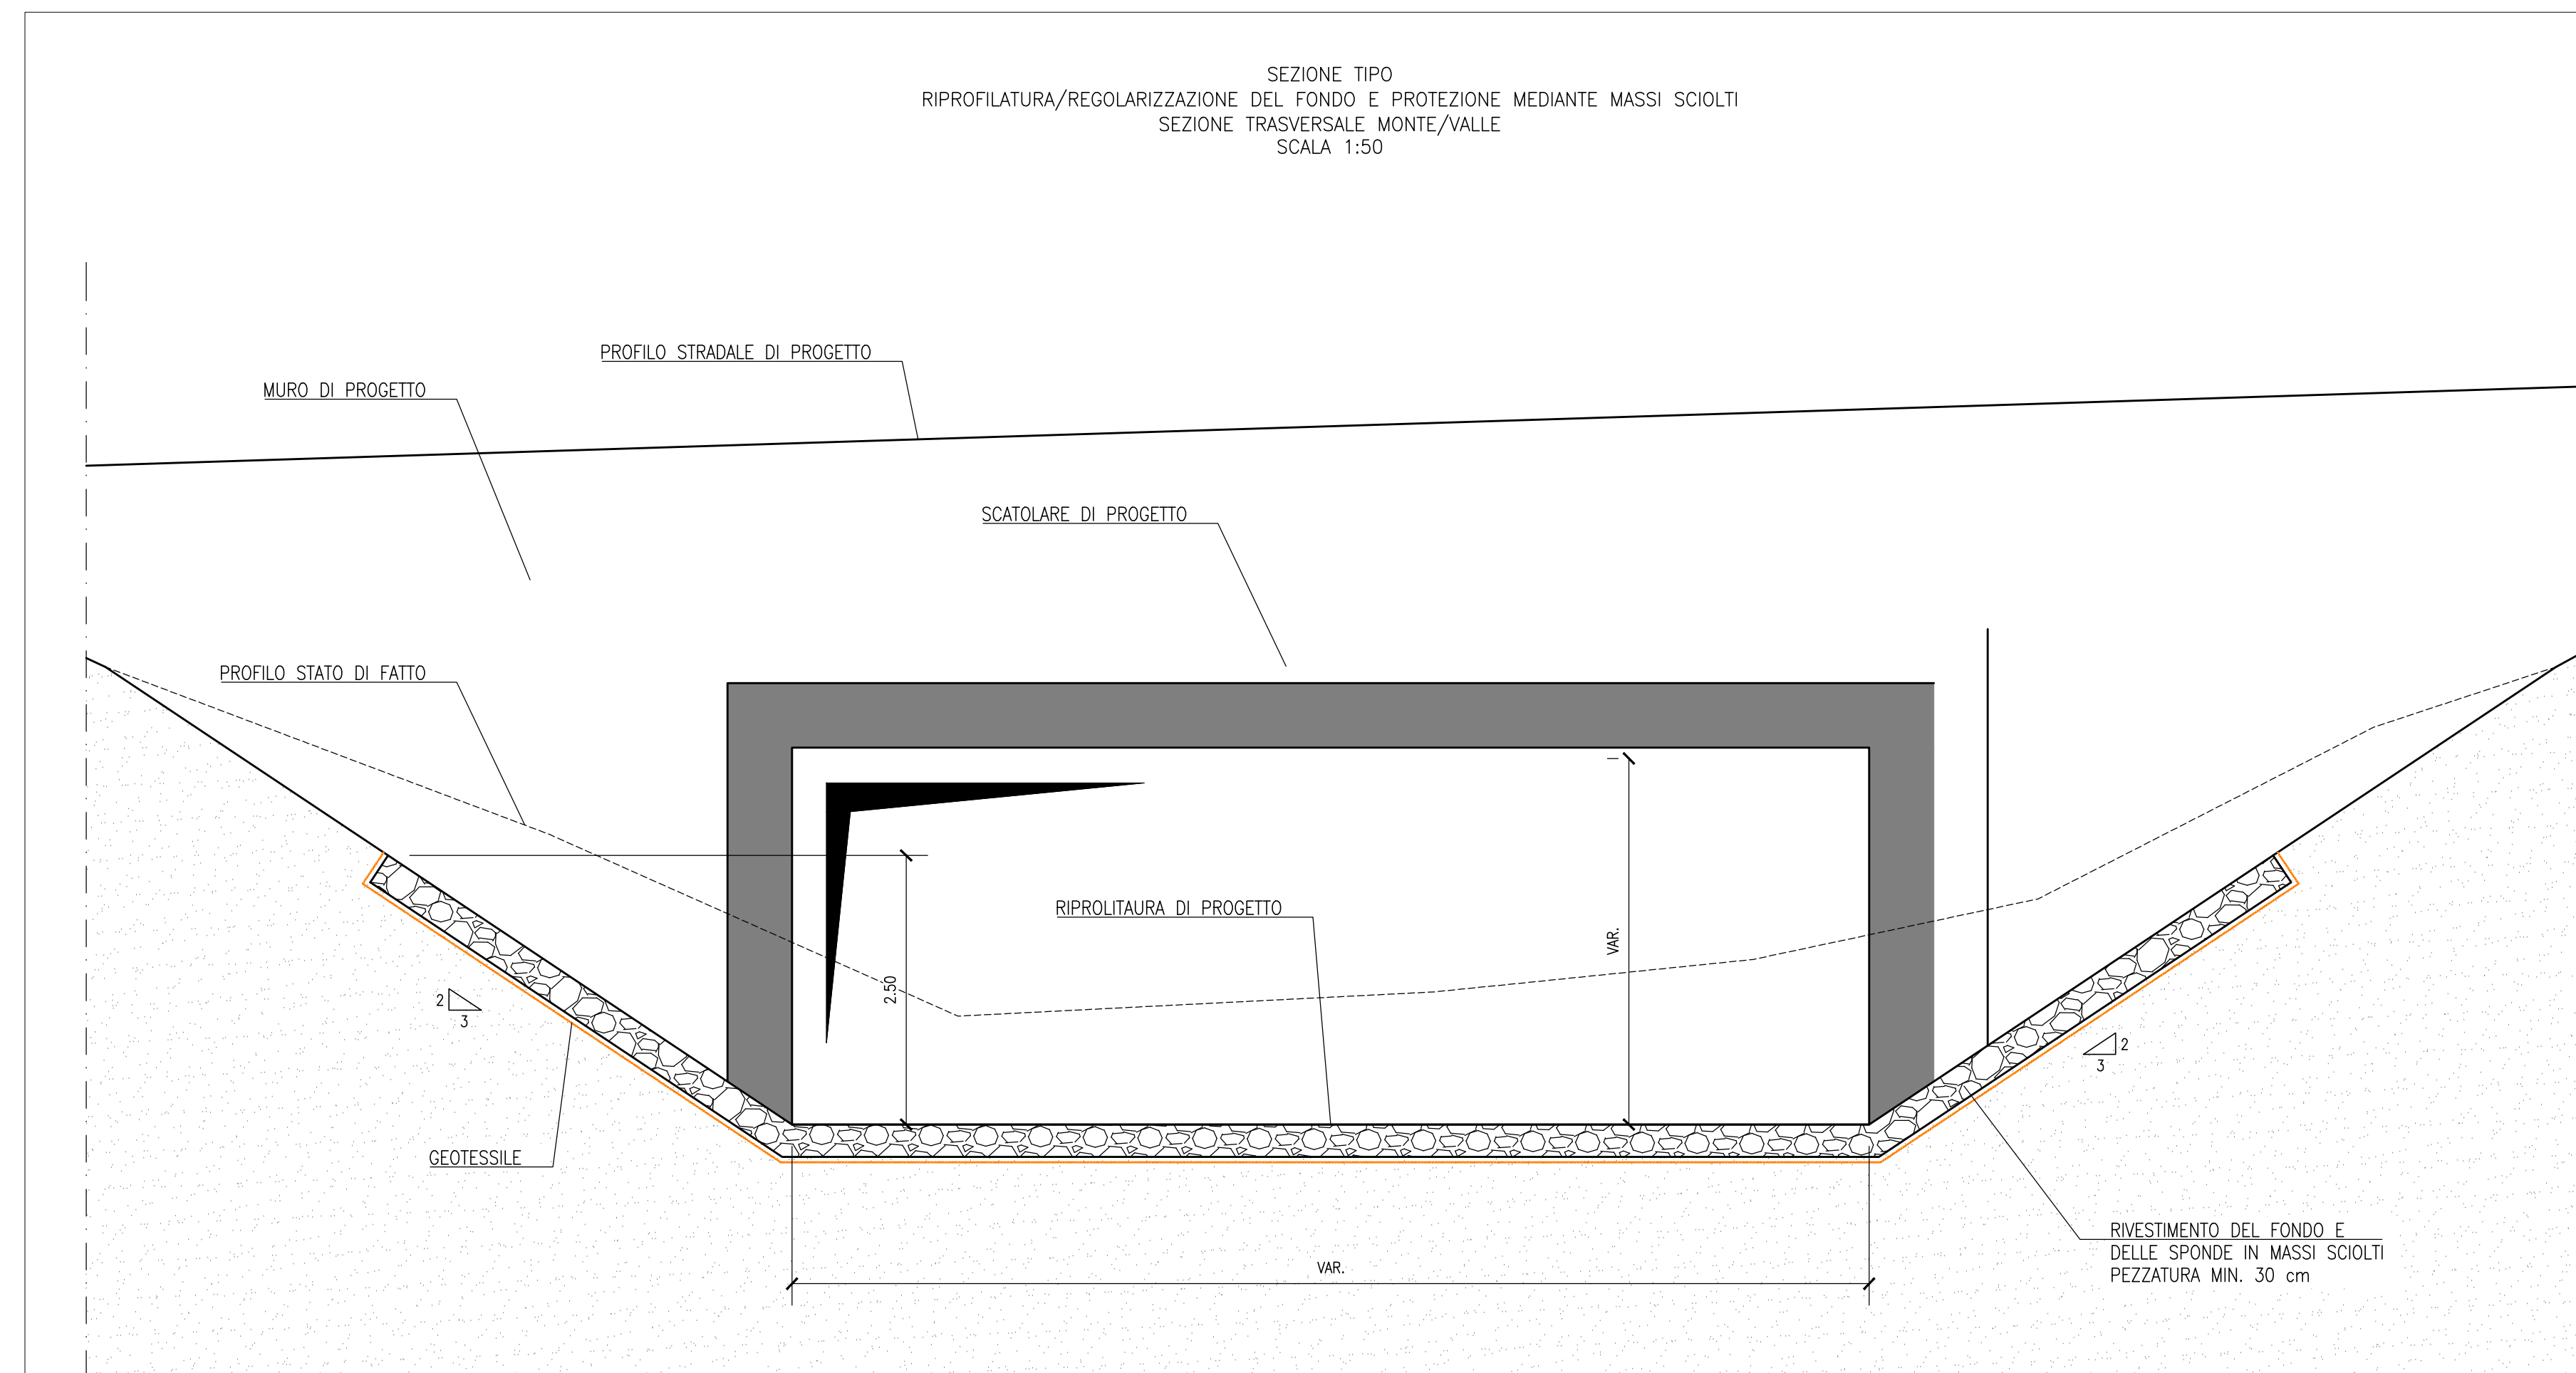 SEZIONE TIPO
RIPROFILATURA/REGOLARIZZAZIONE DEL FONDO E PROTEZIONE MEDIANTE MASSI SCIOLTI
SEZIONE TRASVERSALE MONTE/VALLE
SCALA 1:50
PROFILO STRADALE DI PROGETTO
MURO DI PROGETTO
SCATOLARE DI PROGETTO
PROFILO STATO DI FATTO
RIPROLITAURA DI PROGETTO
VAR.
2.50
2
3
2
3
GEOTESSILE
RIVESTIMENTO DEL FONDO E
DELLE SPONDE IN MASSI SCIOLTI
PEZZATURA MIN. 30 cm
VAR.